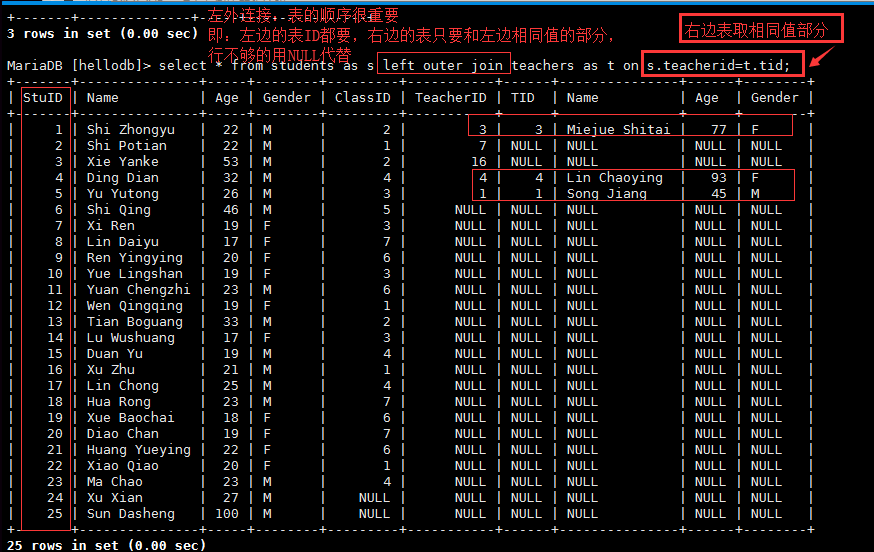 左外连接，表的顺序很重要
3 rows in set (0.00 sec)
即：左边的表ID都要，右边的表只要和左边相同值的部分，
行不够的用NULL代替
右边表取相同值部分
MariaDB [hellodb]> select * from students as s left outer join teachers as t on s.teacherid=t.tid;
| StuID | Name | Age | Gender | ClassID | TeacherID | TID | Name | Age | Gender |
| 1 | Shi Zhongyu | 22 | M | 2 | 3 | 3 | Miejue Shitai | 77 | F |
| 2 | Shi Potian | 22 | M | 1 | 7 | NULL | NULL | NULL | NULL |
| 3 | Xie Yanke | 53 | M | 2 | 16 | NULL | NULL | NULL | NULL |
| 4 | Ding Dian | 32 | M | 4 | 4 | 4 | Lin Chaoying | 93 | F |
| 5 | Yu Yutong | 26 | M | 3 | 1 | 1 | Song Jiang | 45 | M |
| 6 | Shi Qing | 46 | M | 5 | NULL | NULL | NULL | NULL | NULL |
| 7 | Xi Ren | 19 | F | 3 | NULL | NULL | NULL | NULL | NULL |
| 8 | Lin Daiyu | 17 | F | 7 | NULL | NULL | NULL | NULL | NULL |
| 9 | Ren Yingying | 20 | F | 6 | NULL | NULL | NULL | NULL | NULL |
| 10 | Yue Lingshan | 19 | F | 3 | NULL | NULL | NULL | NULL | NULL |
| 11 | Yuan Chengzhi | 23 | M | 6 | NULL | NULL | NULL | NULL | NULL |
| 12 | Wen Qingqing | 19 | F | 1 | NULL | NULL | NULL | NULL | NULL |
| 13 | Tian Boguang | 33 | M | 2 | NULL | NULL | NULL | NULL | NULL |
| 14 | Lu Wushuang | 17 | F | 3 | NULL | NULL | NULL | NULL | NULL |
| 15 | Duan Yu | 19 | M | 4 | NULL | NULL | NULL | NULL | NULL |
| 16 | Xu Zhu | 21 | M | 1 | NULL | NULL | NULL | NULL | NULL |
| 17 | Lin Chong | 25 | M | 4 | NULL | NULL | NULL | NULL | NULL |
| 18 | Hua Rong | 23 | M | 7 | NULL | NULL | NULL | NULL | NULL |
| 19 | Xue Baochai | 18 | F | 6 | NULL | NULL | NULL | NULL | NULL |
| 20 | Diao Chan | 19 | F | 7 | NULL | NULL | NULL | NULL | NULL |
| 21 | Huang Yueying | 22 | F | 6 | NULL | NULL | NULL | NULL | NULL |
| 22 | Xiao Qiao | 20 | F | 1 | NULL | NULL | NULL | NULL | NULL |
| 23 | Ma Chao | 23 | M | 4 | NULL | NULL | NULL | NULL | NULL |
| 24 | Xu Xian | 27 | M | NULL | NULL | NULL | NULL | NULL | NULL |
| 25 | Sun Dasheng | 100 | M | NULL | NULL | NULL | NULL | NULL | NULL |
25 rows in set (0.00 sec)